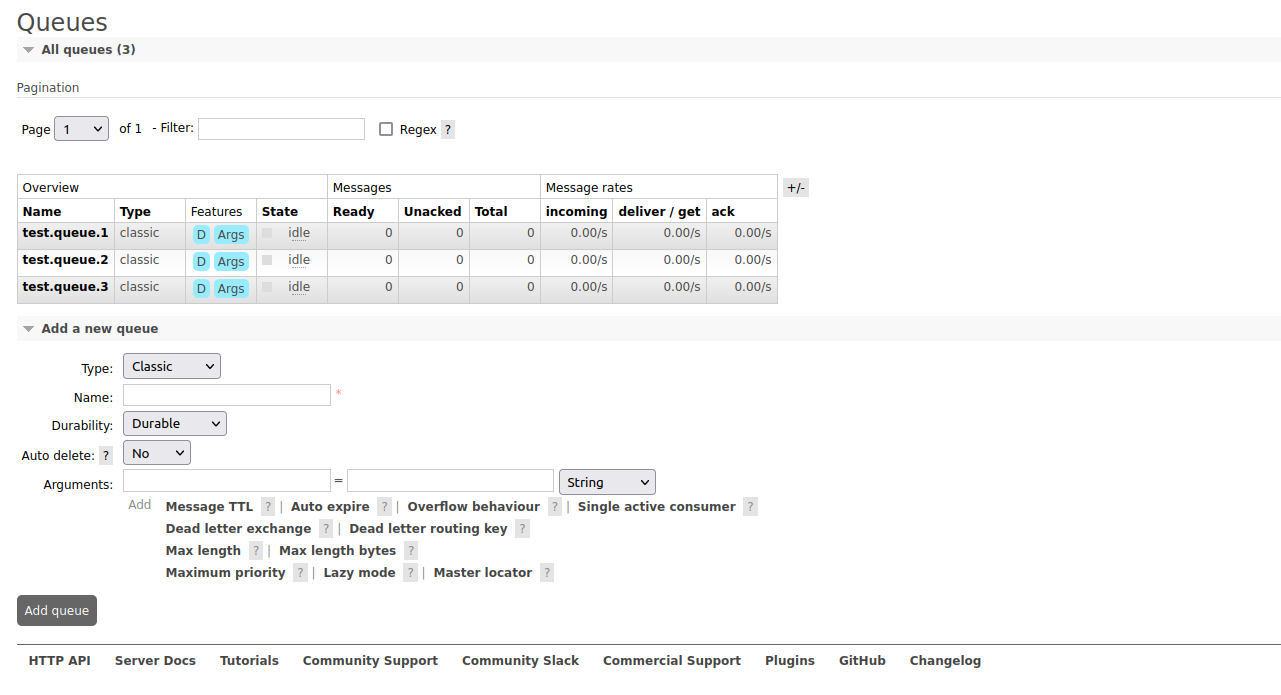 Queues
All queues (3)
Pagination
Page 1 of 1 - Filter: Regex ?
Overview Messages Message rates +/-
Name Type Features State Ready Unacked Total incoming deliver / get ack
test.queue.1 classic D Args idle 0 0 0 0.00/s 0.00/s 0.00/s
test.queue.2 classic D Args idle 0 0 0 0.00/s 0.00/s 0.00/s
test.queue.3 classic D Args idle 0 0 0 0.00/s 0.00/s 0.00/s
Add a new queue
Type: Classic
Name: *
Durability: Durable
Auto delete: ? No
Arguments: = String
Add Message TTL ? | Auto expire ? | Overflow behaviour ? | Single active consumer ?
Dead letter exchange ? | Dead letter routing key ?
Max length ? | Max length bytes ?
Maximum priority ? | Lazy mode ? | Master locator ?
Add queue
HTTP API Server Docs Tutorials Community Support Community Slack Commercial Support Plugins GitHub Changelog